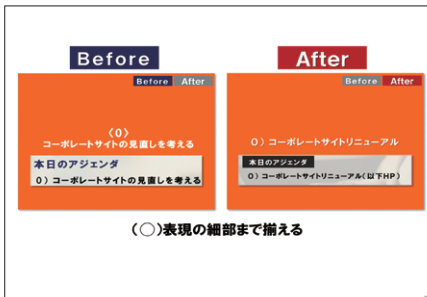 Before
After
Before After
〈0〉
コーポレートサイトの見直しを考える
本日のアジェンダ
0）コーポレートサイトの見直しを考える
Before After
0）コーポレートサイトリニューアル
本日のアジェンダ
0）コーポレートサイトリニューアル(以下HP)
(○)表現の細部まで揃える